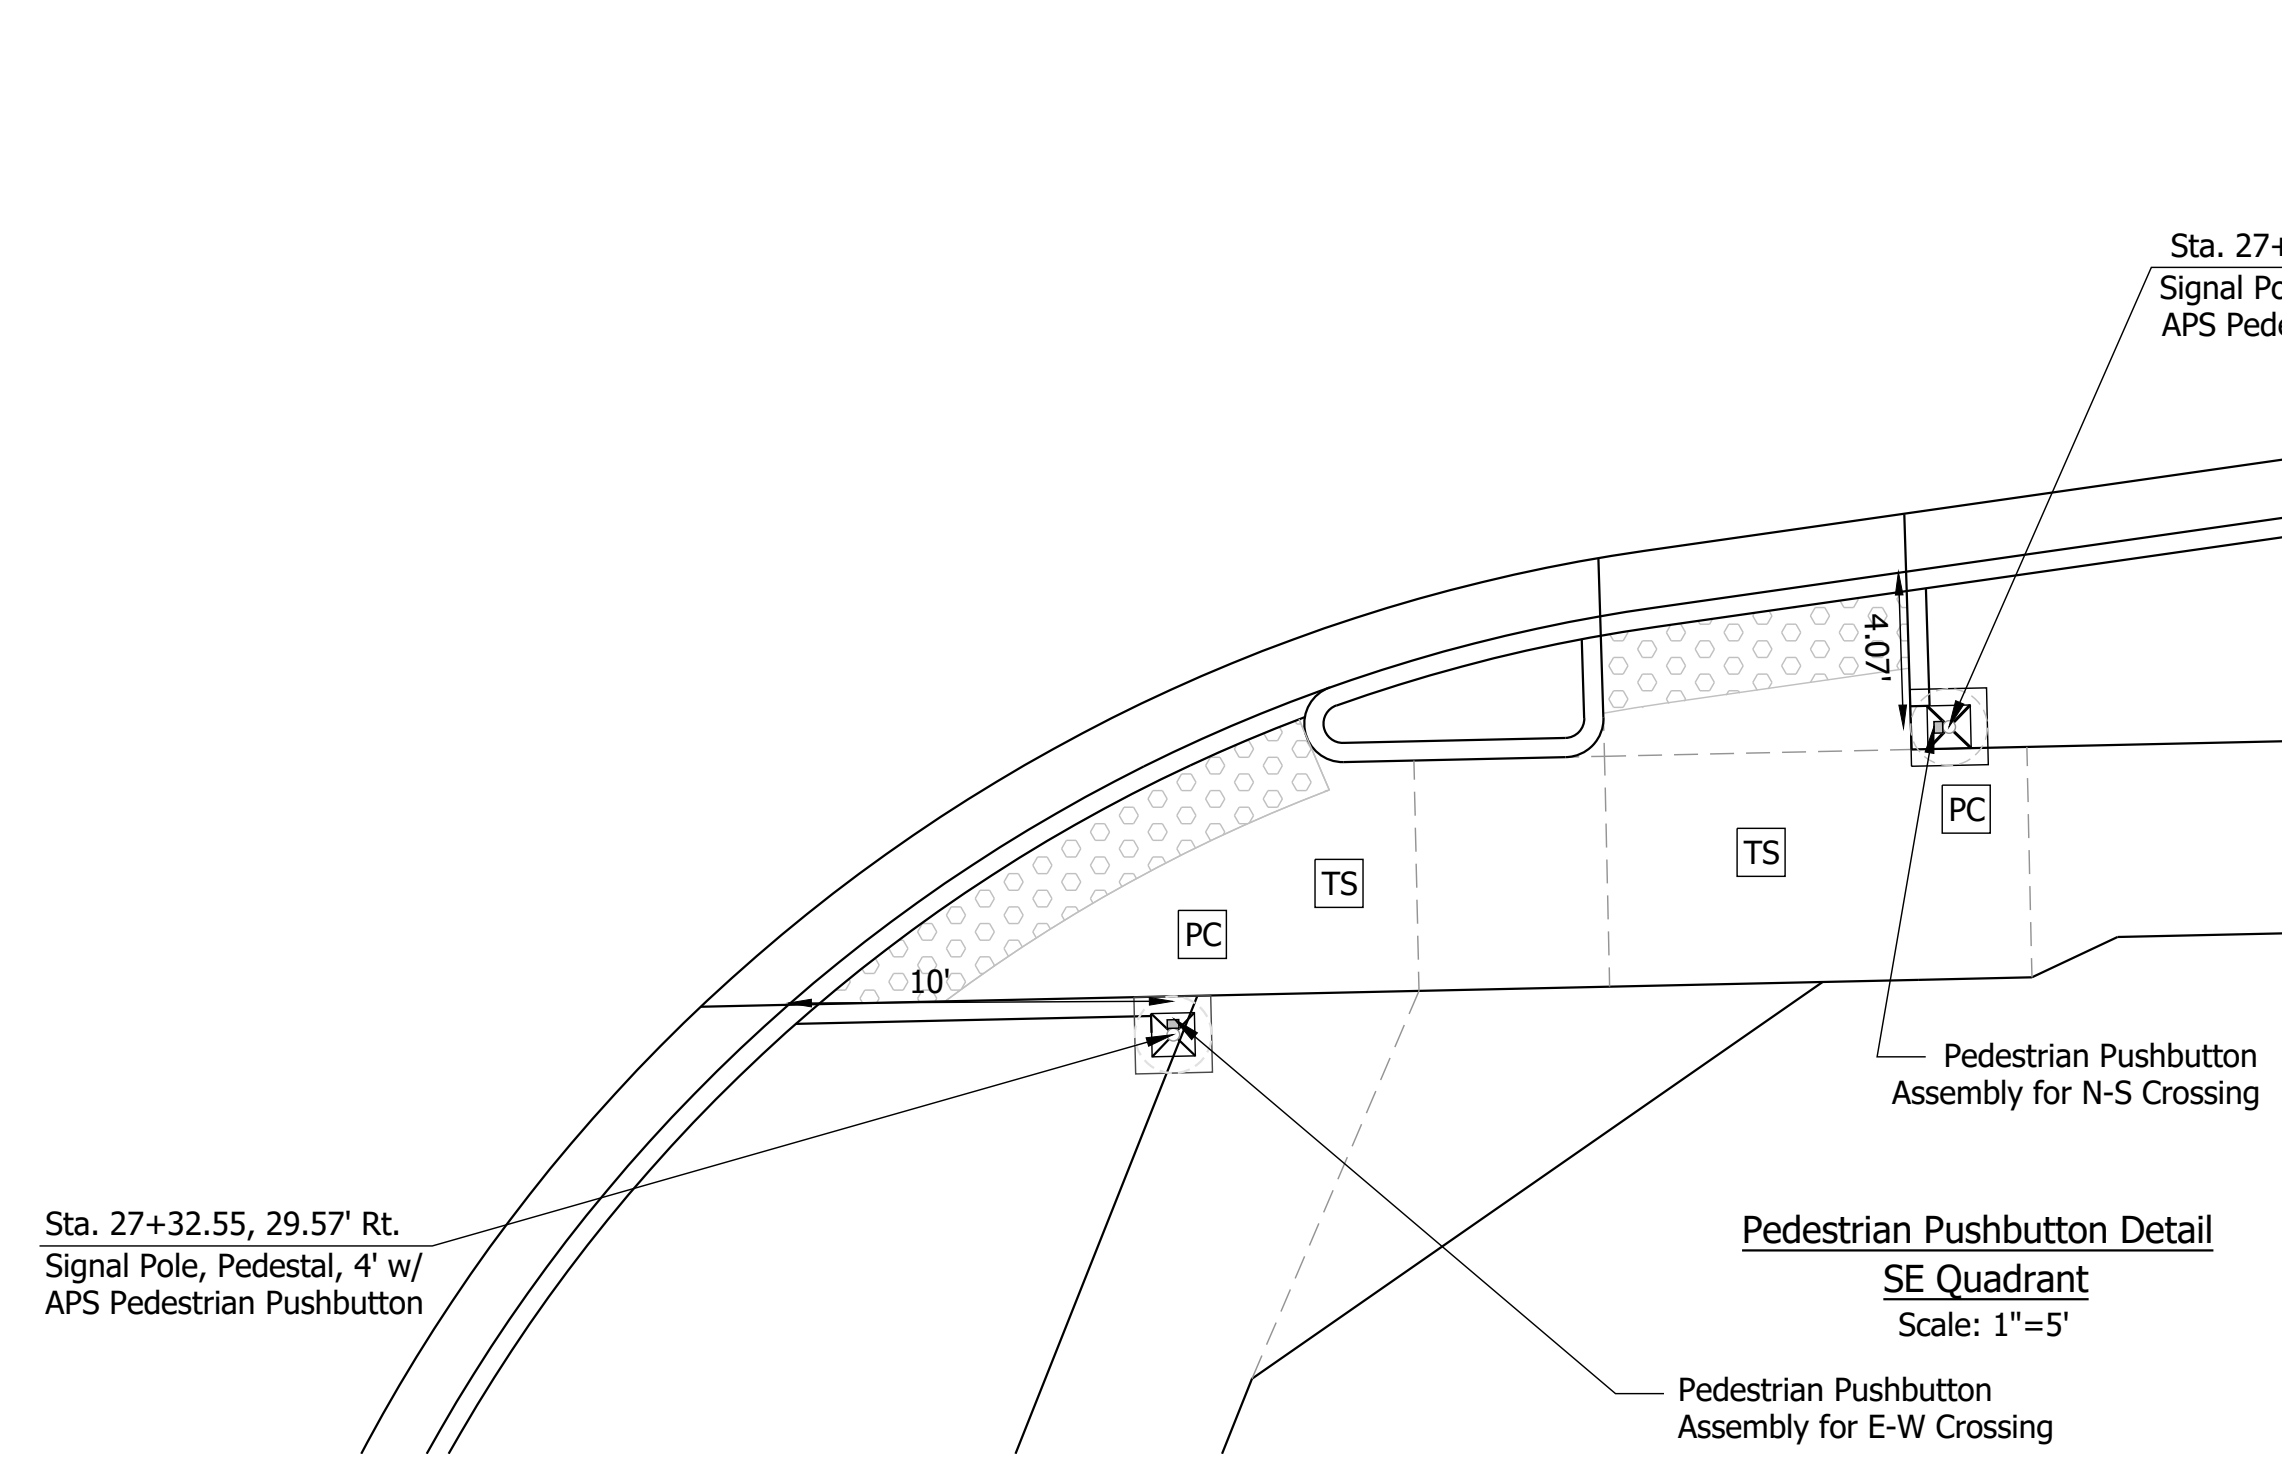 Sta. 27+
Signal Po
APS Pede
4.07'
PC
TS
TS
PC
10'
Pedestrian Pushbutton
Assembly for N-S Crossing
Sta. 27+32.55, 29.57' Rt.
Signal Pole, Pedestal, 4' w/
APS Pedestrian Pushbutton
Pedestrian Pushbutton Detail
SE Quadrant
Scale: 1"=5'
Pedestrian Pushbutton
Assembly for E-W Crossing